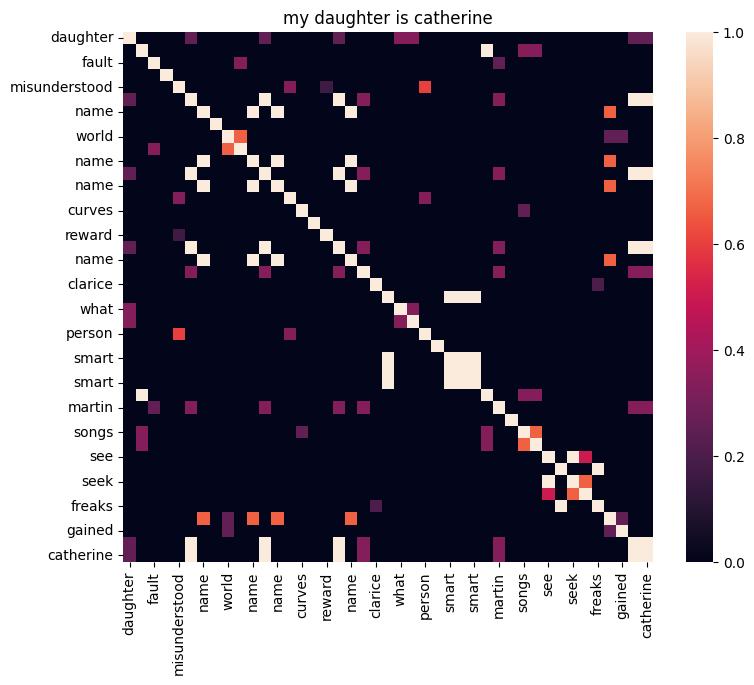 my daughter is catherine
daughter
fault
misunderstood
name
world
name
name
curves
reward
name
clarice
what
person
smart
smart
martin
songs
see
seek
freaks
gained
catherine
1.0
0.8
0.6
0.4
0.2
0.0
daughter
fault
misunderstood
name
world
name
name
curves
reward
name
clarice
what
person
smart
smart
martin
songs
see
seek
freaks
gained
catherine